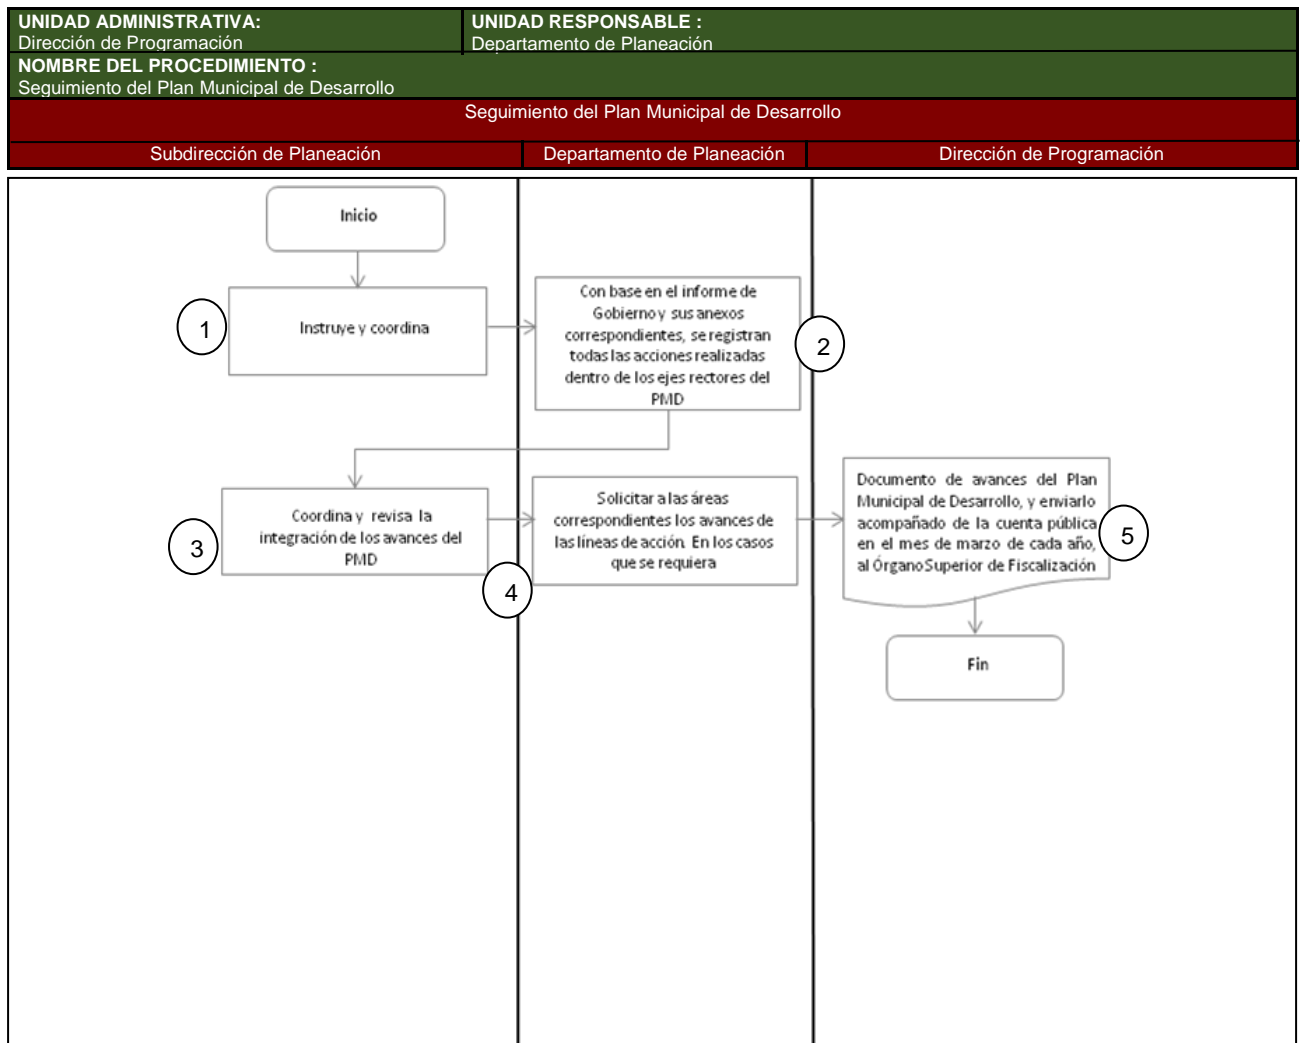 UNIDAD ADMINISTRATIVA:
Dirección de Programación
UNIDAD RESPONSABLE :
Departamento de Planeación
NOMBRE DEL PROCEDIMIENTO :
Seguimiento del Plan Municipal de Desarrollo
Seguimiento del Plan Municipal de Desarrollo
Subdirección de Planeación
Departamento de Planeación
Dirección de Programación
Inicio
1
Instruye y coordina
Con base en el informe de
Gobierno y sus anexos
correspondientes, se registran
todas las acciones realizadas
dentro de los ejes rectores del
PMD
2
3
Coordina y revisa la
integración de los avances del
PMD
4
Solicitar a las áreas
correspondientes los avances de
las líneas de acción. En los casos
que se requiera
Documento de avances del Plan
Municipal de Desarrollo, y enviarlo
acompañado de la cuenta pública
en el mes de marzo de cada año,
al Órgano Superior de Fiscalización
5
Fin